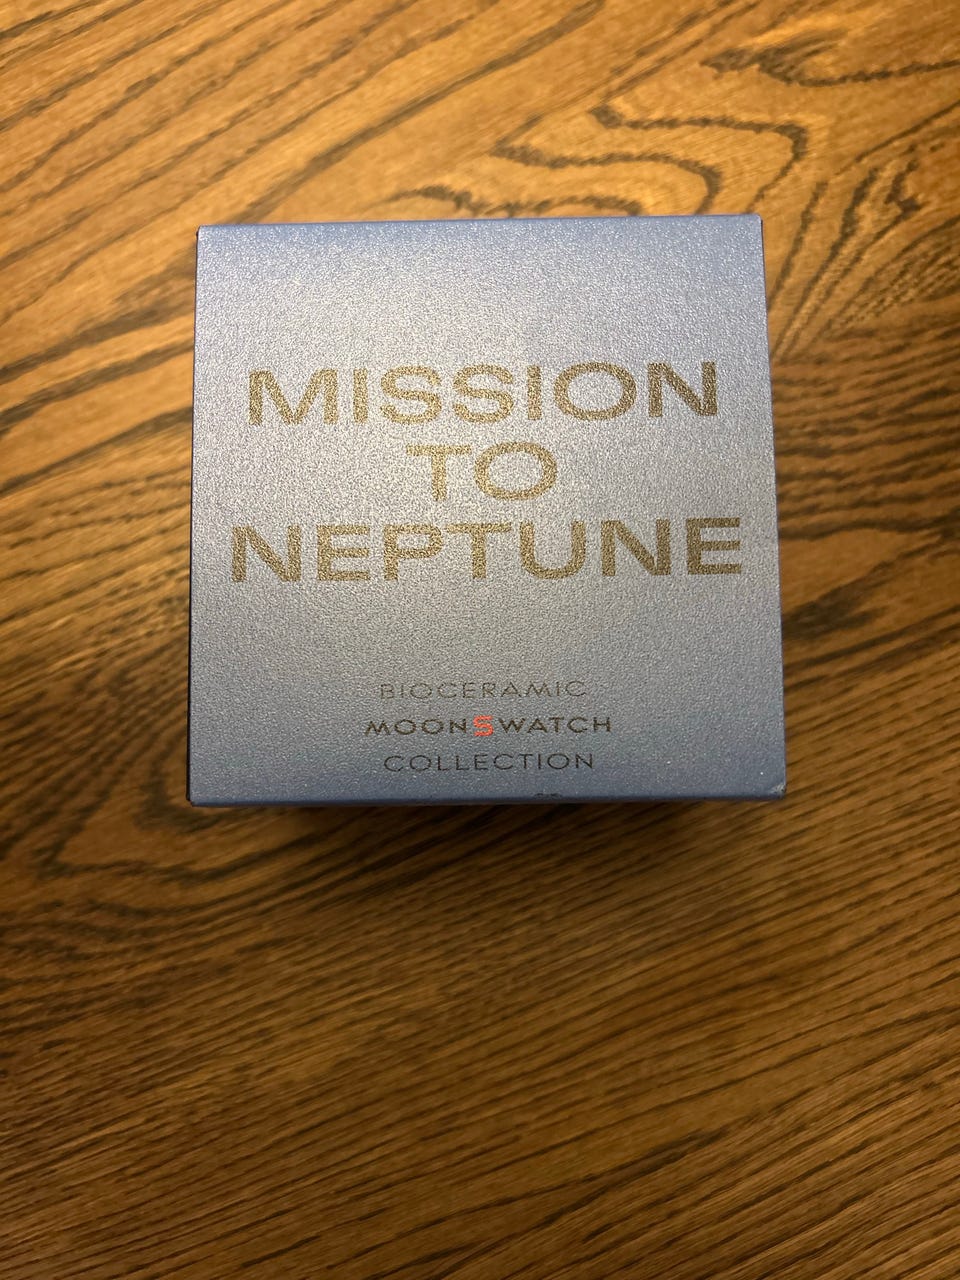 MISSION
TO
NEPTUNE
BIOCERAMIC
MOONSWATCH
COLLECTION